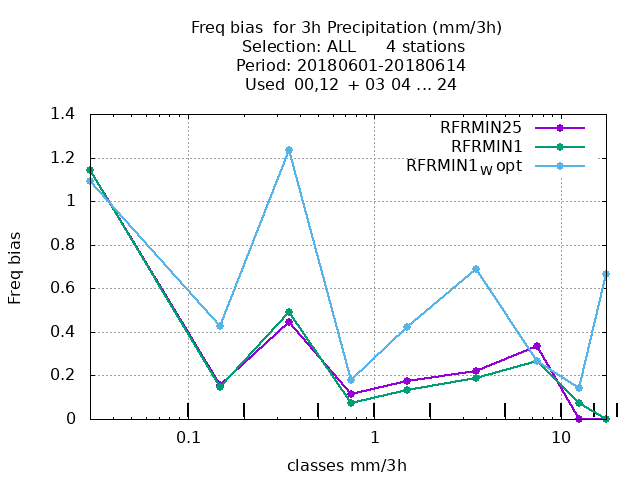 Freq bias  for 3h Precipitation (mm/3h)
Selection: ALL      4 stations
Period: 20180601-20180614
Used  00,12  + 03 04 ... 24
1.4
1.2
1
0.8
0.6
0.4
0.2
0
Freq bias
RFRMIN25
RFRMIN1
RFRMIN1W opt
0.1
1
10
classes mm/3h